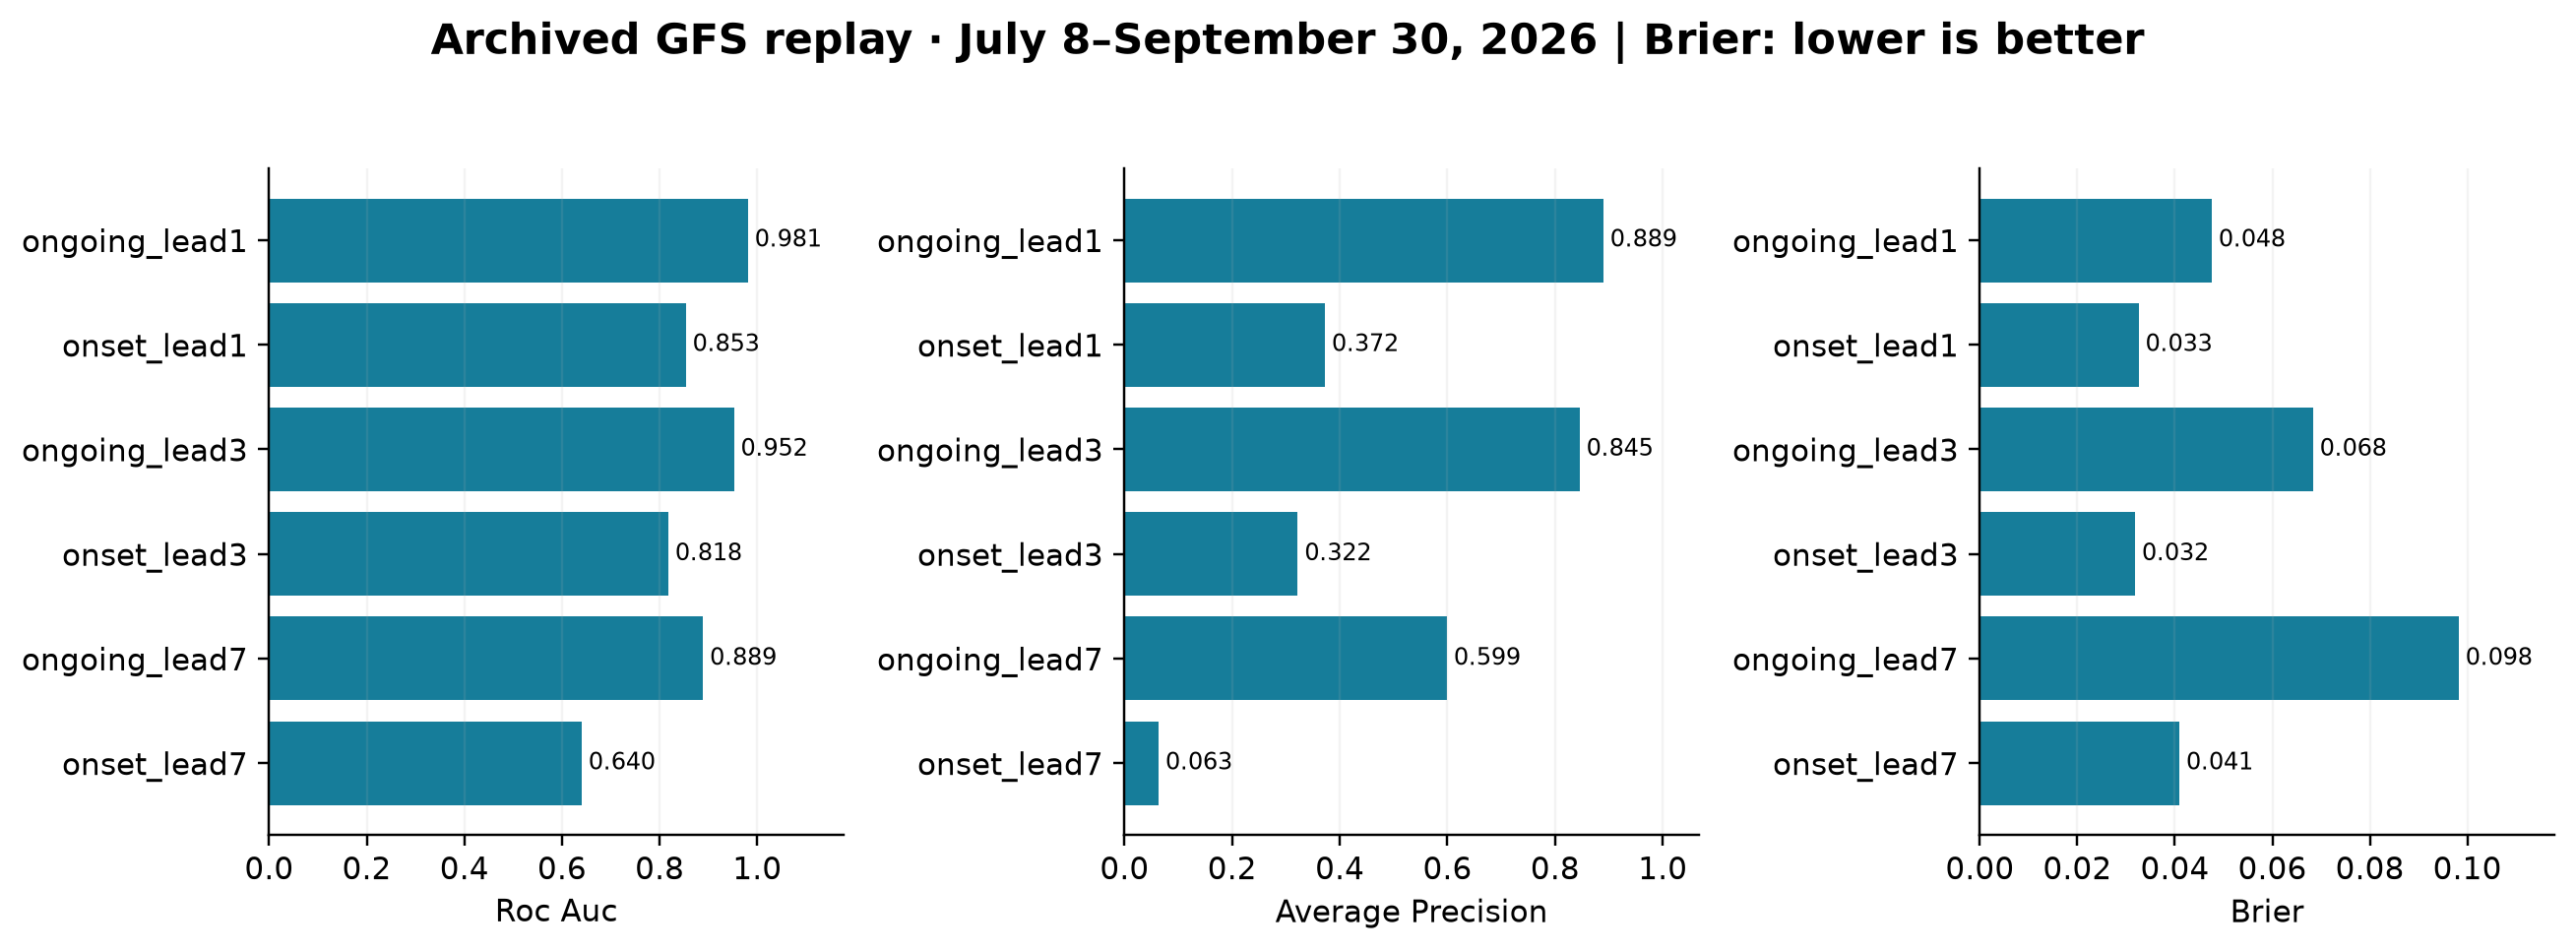 Archived GFS replay · July 8–September 30, 2026 | Brier: lower is better
ongoing_lead1
0.981
onset_lead1
0.853
ongoing_lead3
0.952
onset_lead3
0.818
ongoing_lead7
0.889
onset_lead7
0.640
0.0 0.2 0.4 0.6 0.8 1.0
Roc Auc
ongoing_lead1
0.889
onset_lead1
0.372
ongoing_lead3
0.845
onset_lead3
0.322
ongoing_lead7
0.599
onset_lead7
0.063
0.0 0.2 0.4 0.6 0.8 1.0
Average Precision
ongoing_lead1
0.048
onset_lead1
0.033
ongoing_lead3
0.068
onset_lead3
0.032
ongoing_lead7
0.098
onset_lead7
0.041
0.00 0.02 0.04 0.06 0.08 0.10
Brier